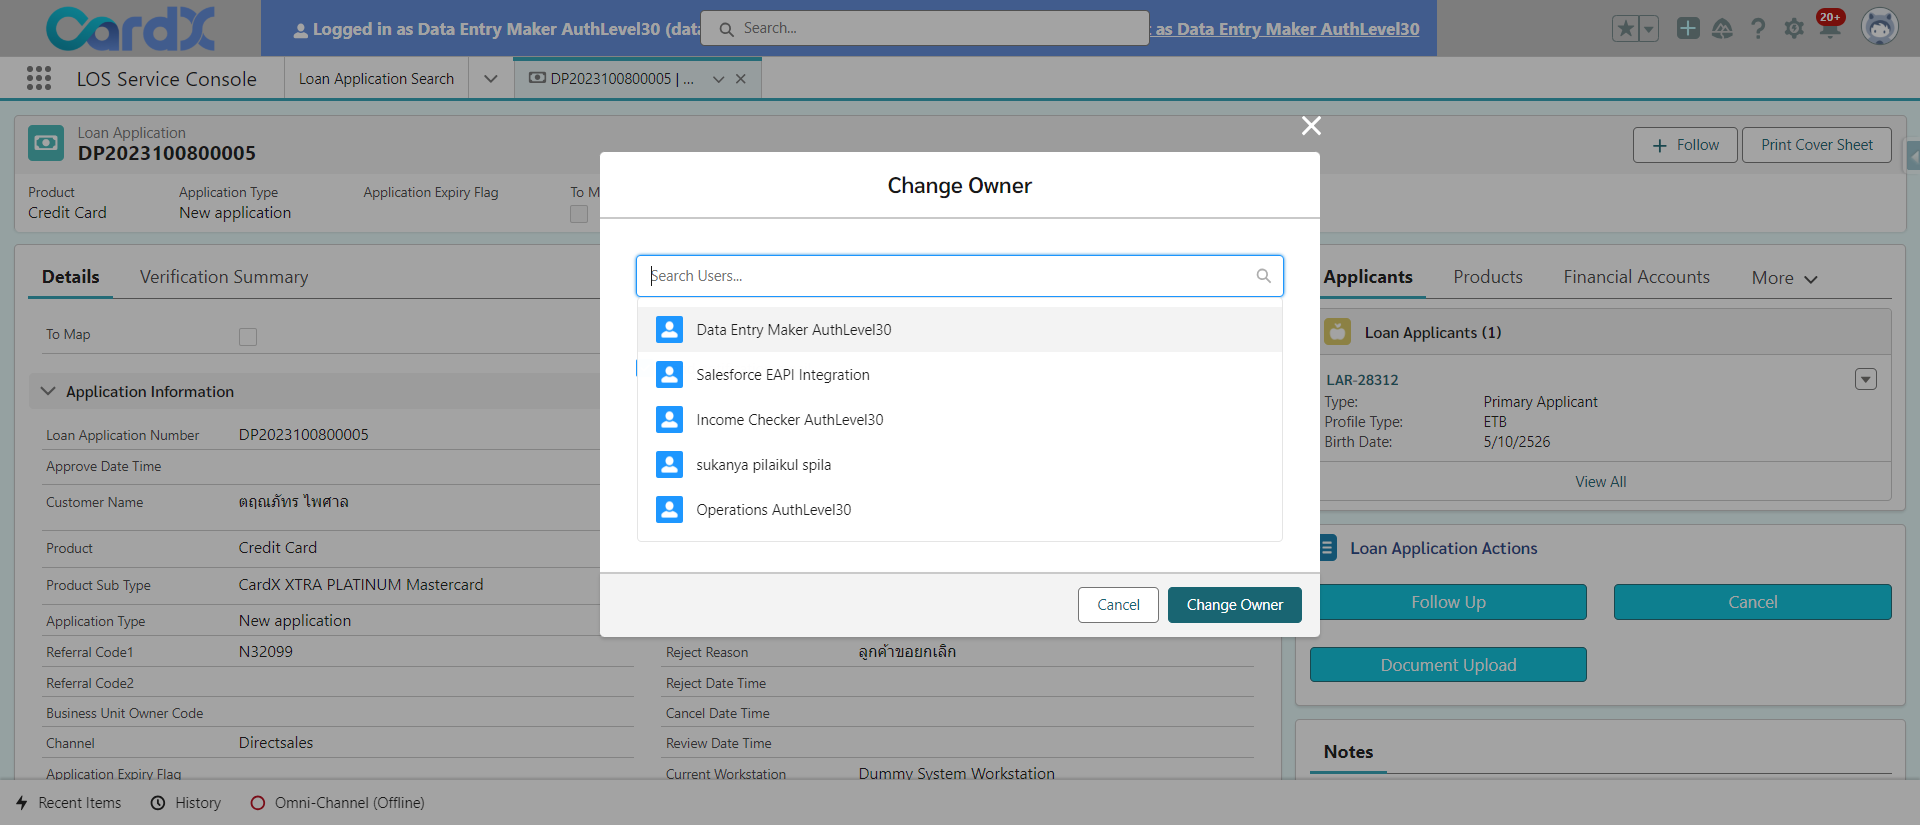 CardX
Logged in as Data Entry Maker AuthLevel30 (data
Search...
as Data Entry Maker AuthLevel30
20+
LOS Service Console
Loan Application Search
DP2023100800005 | ...
Loan Application
DP2023100800005
Follow
Print Cover Sheet
Product
Application Type
Application Expiry Flag
To M
Credit Card
New application
Change Owner
Search Users...
Data Entry Maker AuthLevel30
Salesforce EAPI Integration
Income Checker AuthLevel30
sukanya pilaikul spila
Operations AuthLevel30
Cancel
Change Owner
Details
Verification Summary
To Map
Application Information
Loan Application Number DP2023100800005
Approve Date Time
Customer Name ตฤณภัทร ไพศาล
Product Credit Card
Product Sub Type CardX XTRA PLATINUM Mastercard
Application Type New application
Referral Code1 N32099
Referral Code2
Business Unit Owner Code
Channel Directsales
Application Expiry Flag
Reject Reason ลูกค้าขอยกเลิก
Reject Date Time
Cancel Date Time
Review Date Time
Current Workstation Dummy System Workstation
Applicants
Products
Financial Accounts
More
Loan Applicants (1)
LAR-28312
Type: Primary Applicant
Profile Type: ETB
Birth Date: 5/10/2526
View All
Loan Application Actions
Follow Up
Cancel
Document Upload
Notes
Recent Items
History
Omni-Channel (Offline)